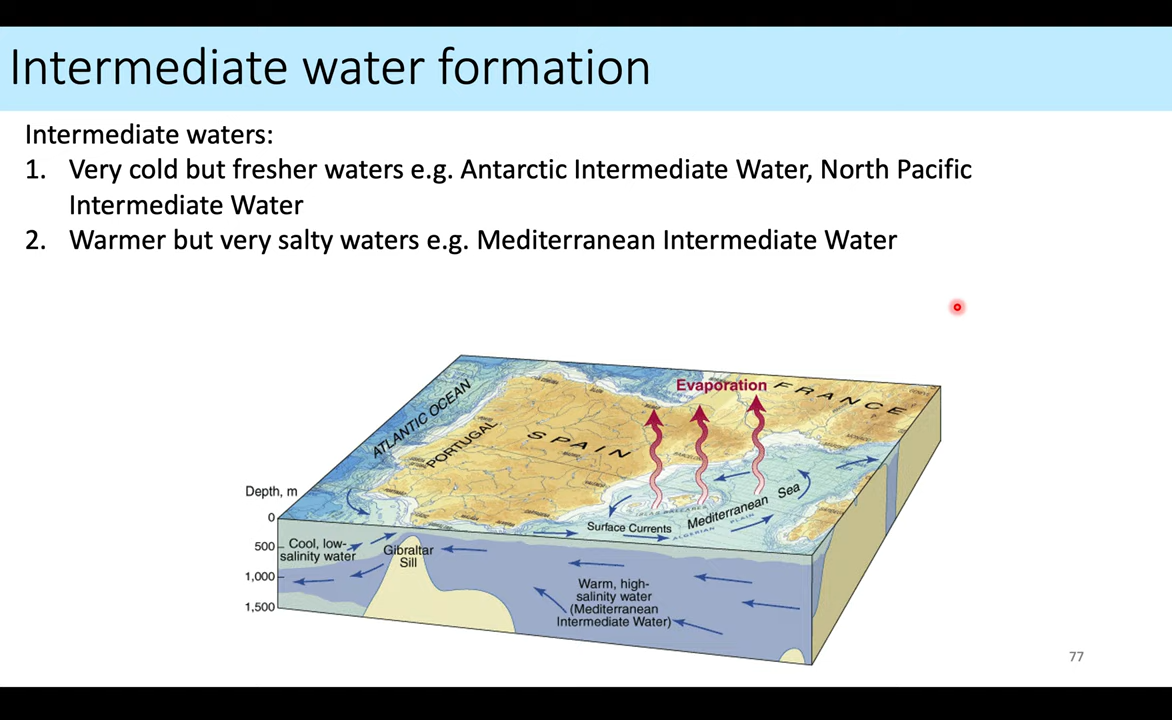 Intermediate water formation
Intermediate waters:
1. Very cold but fresher waters e.g. Antarctic Intermediate Water, North Pacific
Intermediate Water
2. Warmer but very salty waters e.g. Mediterranean Intermediate Water
Evaporation
FRANCE
ATLANTIC OCEAN
PORTUGAL
SPAIN
Depth, m
Mediterranean Sea
0
Surface Currents
ALGERIAN PLAIN
500
Cool, low-
salinity water
Gibraltar
Sill
1,000
Warm, high-
salinity water
(Mediterranean
Intermediate Water)
1,500
77